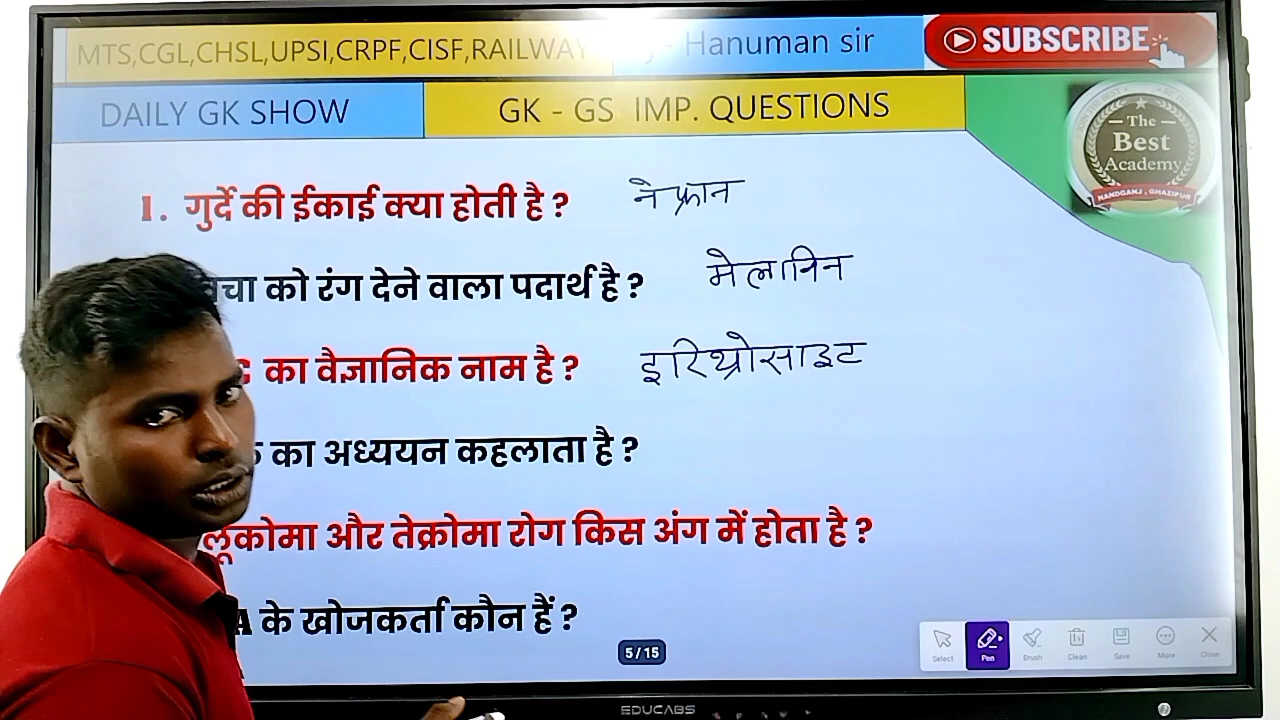 MTS,CGL,CHSL,UPSI,CRPF,CISF,RAILWAY Hanuman sir
SUBSCRIBE
DAILY GK SHOW
GK - GS IMP. QUESTIONS
The
Best
Academy
NANDGANJ, GHAZIPUR
1. गुर्दे की ईकाई क्या होती है ? नेफ्रान
को रंग देने वाला पदार्थ है ? मेलानिन
का वैज्ञानिक नाम है ? इरिथ्रोसाइट
का अध्ययन कहलाता है ?
लूकोमा और तेक्रोमा रोग किस अंग में होता है ?
A के खोजकर्ता कौन हैं ?
5 / 15
Select Pen Brush Clean Save More Close
EDUCABS